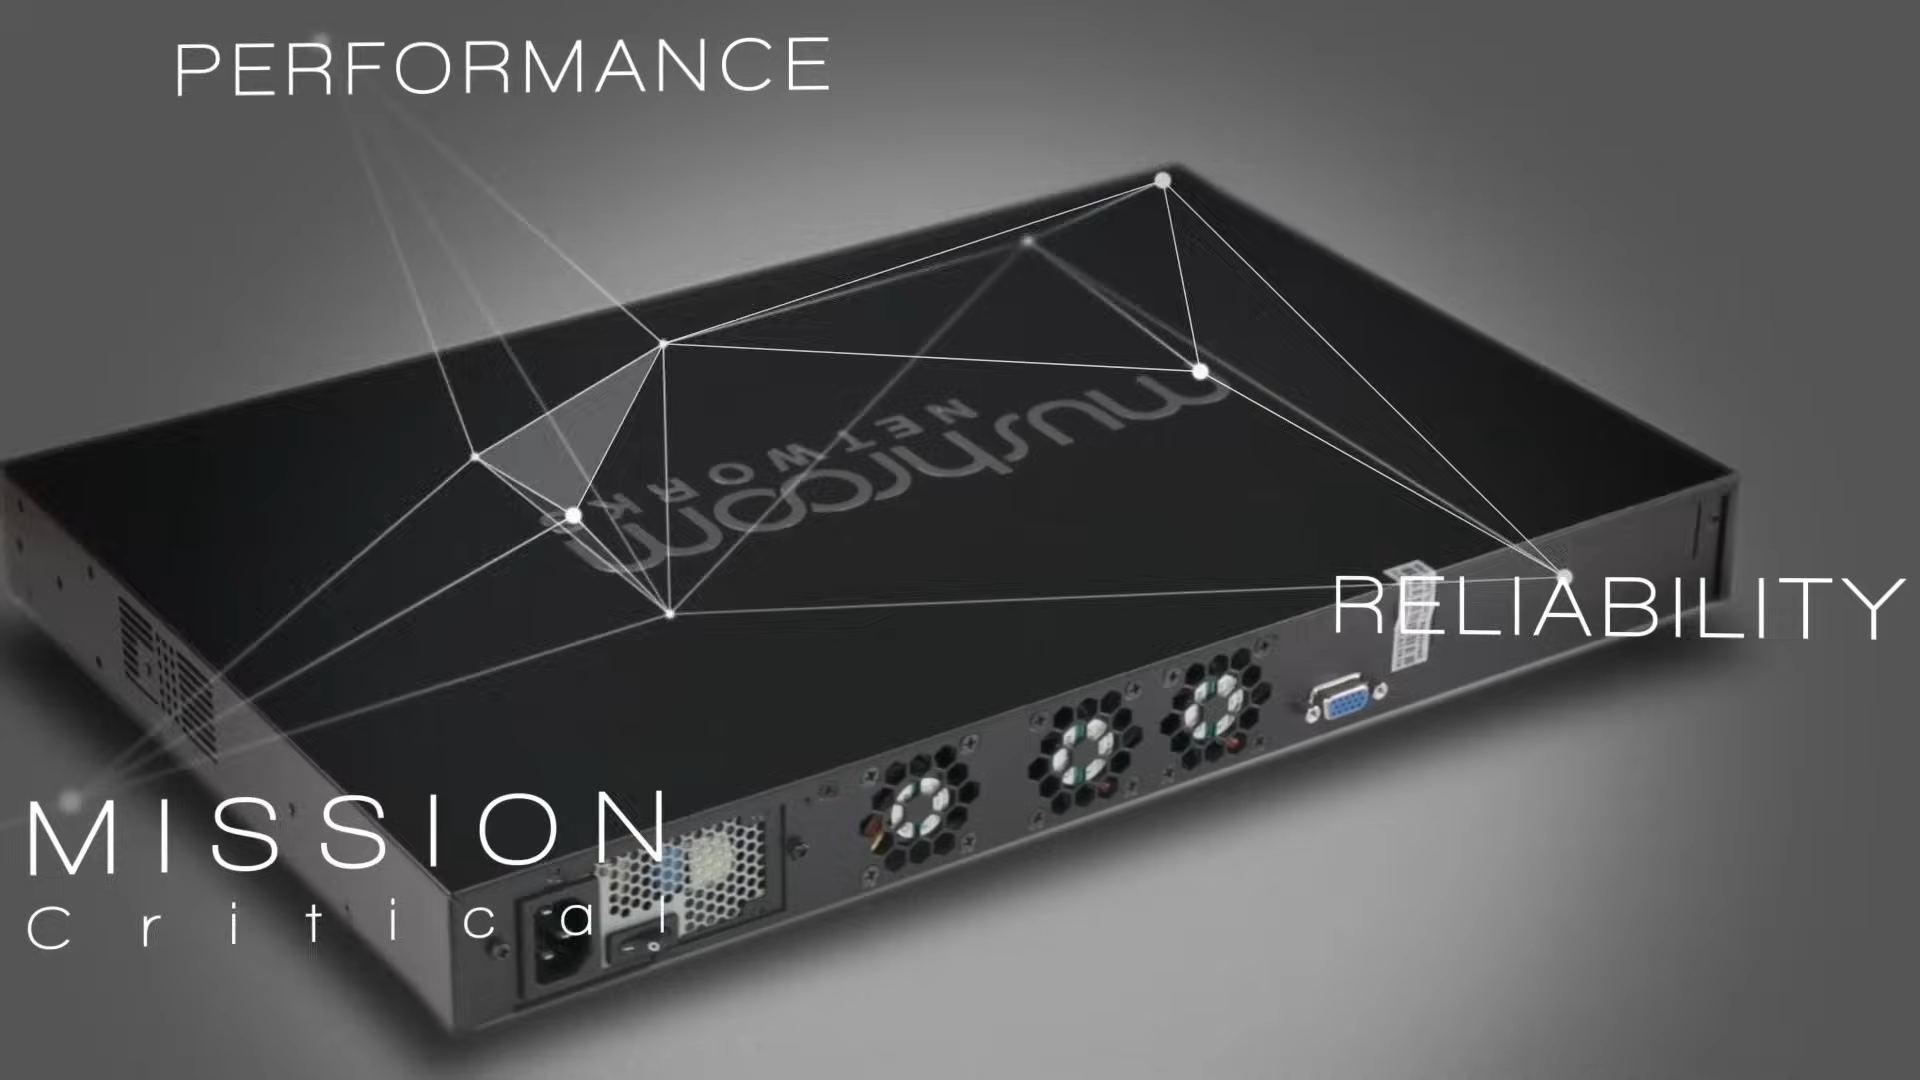 PERFORMANCE
mushroom
NETWORKS
RELIABILITY
MISSION
Critical